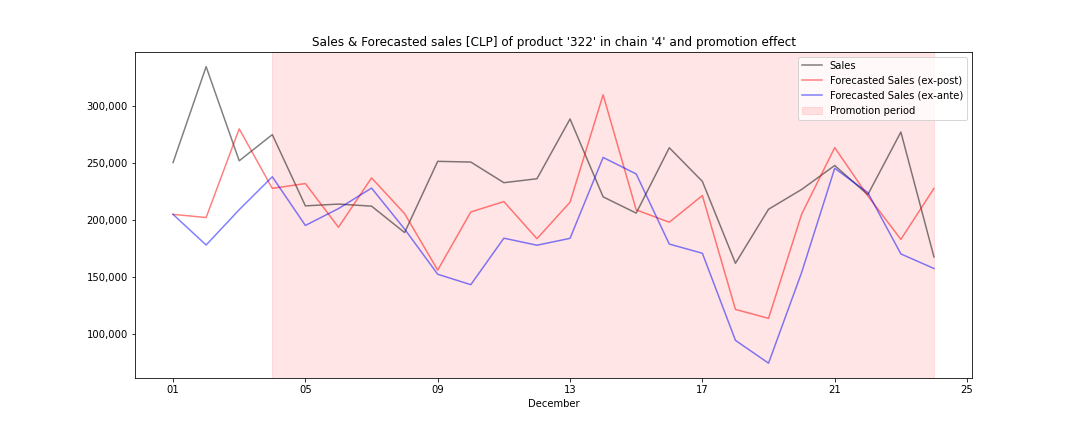 Sales & Forecasted sales [CLP] of product '322' in chain '4' and promotion effect
Sales
Forecasted Sales (ex-post)
Forecasted Sales (ex-ante)
Promotion period
300,000
250,000
200,000
150,000
100,000
01 05 09 13 17 21 25
December